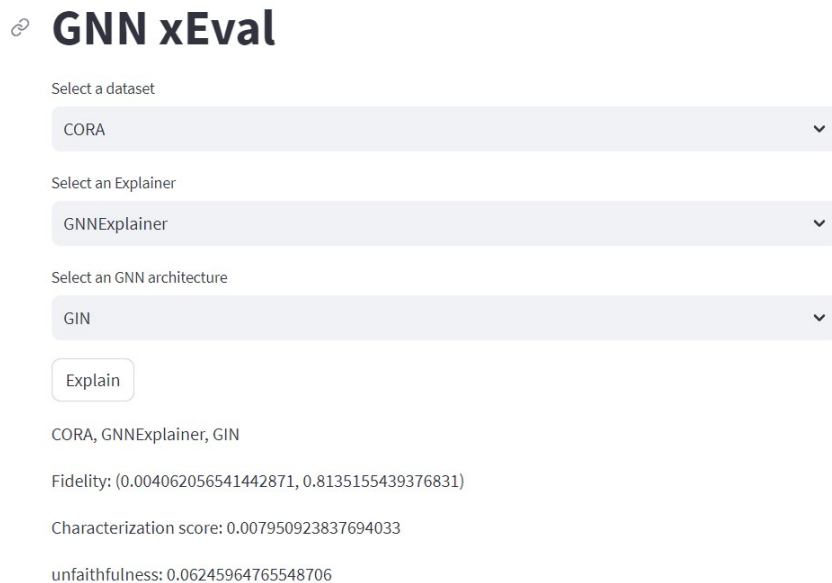 GNN xEval
Select a dataset
CORA
Select an Explainer
GNNExplainer
Select an GNN architecture
GIN
Explain
CORA, GNNExplainer, GIN
Fidelity: (0.004062056541442871, 0.8135155439376831)
Characterization score: 0.007950923837694033
unfaithfulness: 0.06245964765548706